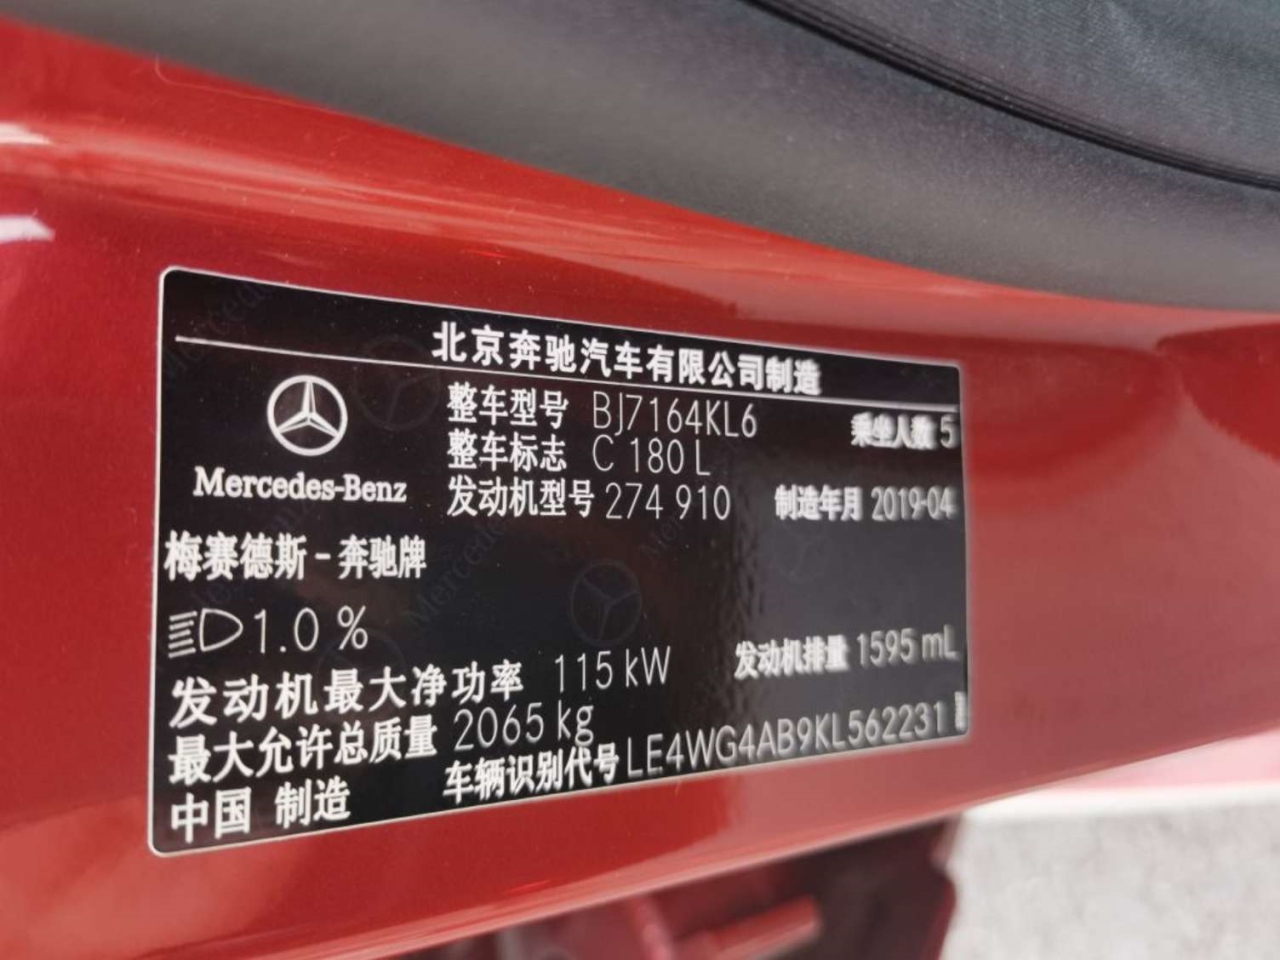 北京奔驰汽车有限公司制造
整车型号 BJ7164KL6 乘坐人数 5
整车标志 C 180 L
发动机型号 274 910 制造年月 2019-04
Mercedes-Benz
梅赛德斯-奔驰牌
1.0 %
发动机最大净功率 115 kW 发动机排量 1595 mL
最大允许总质量 2065 kg
车辆识别代号 LE4WG4AB9KL562231
中国 制造